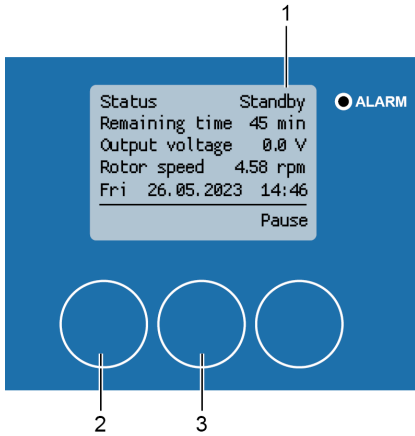 1
Status Standby
ALARM
Remaining time 45 min
Output voltage 0.0 V
Rotor speed 4.58 rpm
Fri 26.05.2023 14:46
Pause
2 3